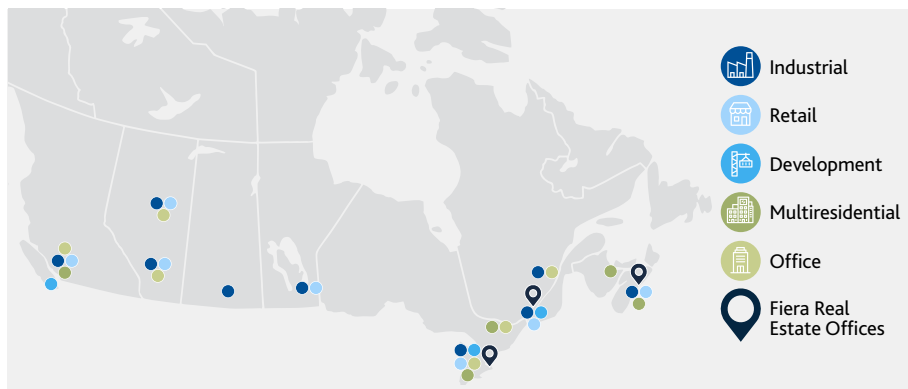 Industrial
Retail
Development
Multiresidential
Office
Fiera Real
Estate Offices